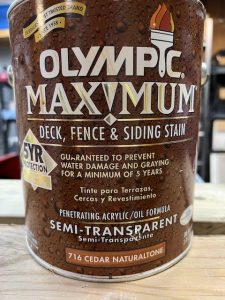 OLYMPIC
MAXIMUM
DECK, FENCE & SIDING STAIN
5YR
PROTECTION
GUARANTEED TO PREVENT
WATER DAMAGE AND GRAYING
FOR A MINIMUM OF 5 YEARS
Tinte para Terrazas,
Cercas y Revestimiento
PENETRATING ACRYLIC/OIL FORMULA
SEMI-TRANSPARENT
Semi-Transparente
716 CEDAR NATURALTONE